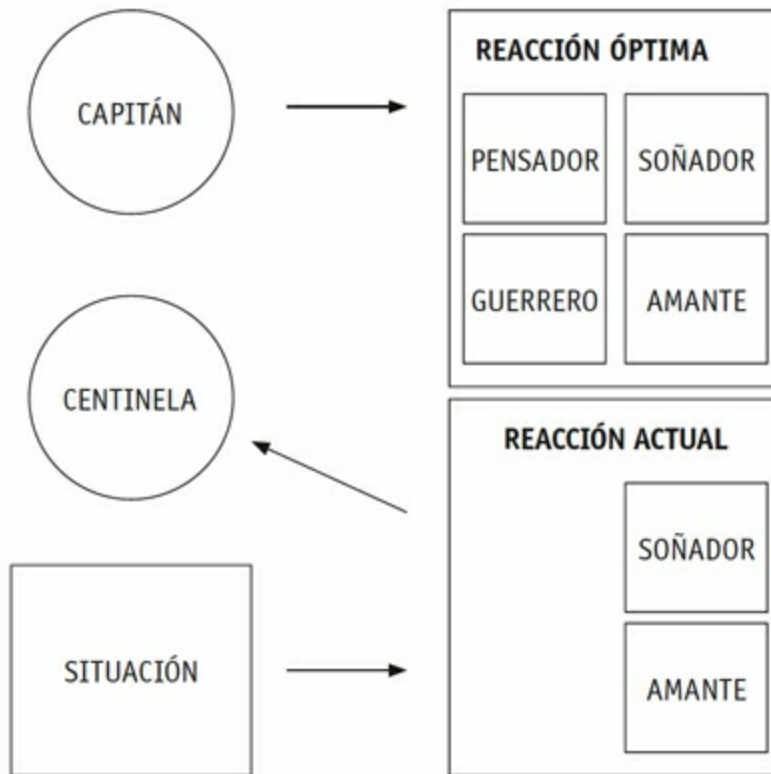 CAPITÁN
REACCIÓN ÓPTIMA
PENSADOR
SOÑADOR
GUERRERO
AMANTE
CENTINELA
REACCIÓN ACTUAL
SOÑADOR
SITUACIÓN
AMANTE